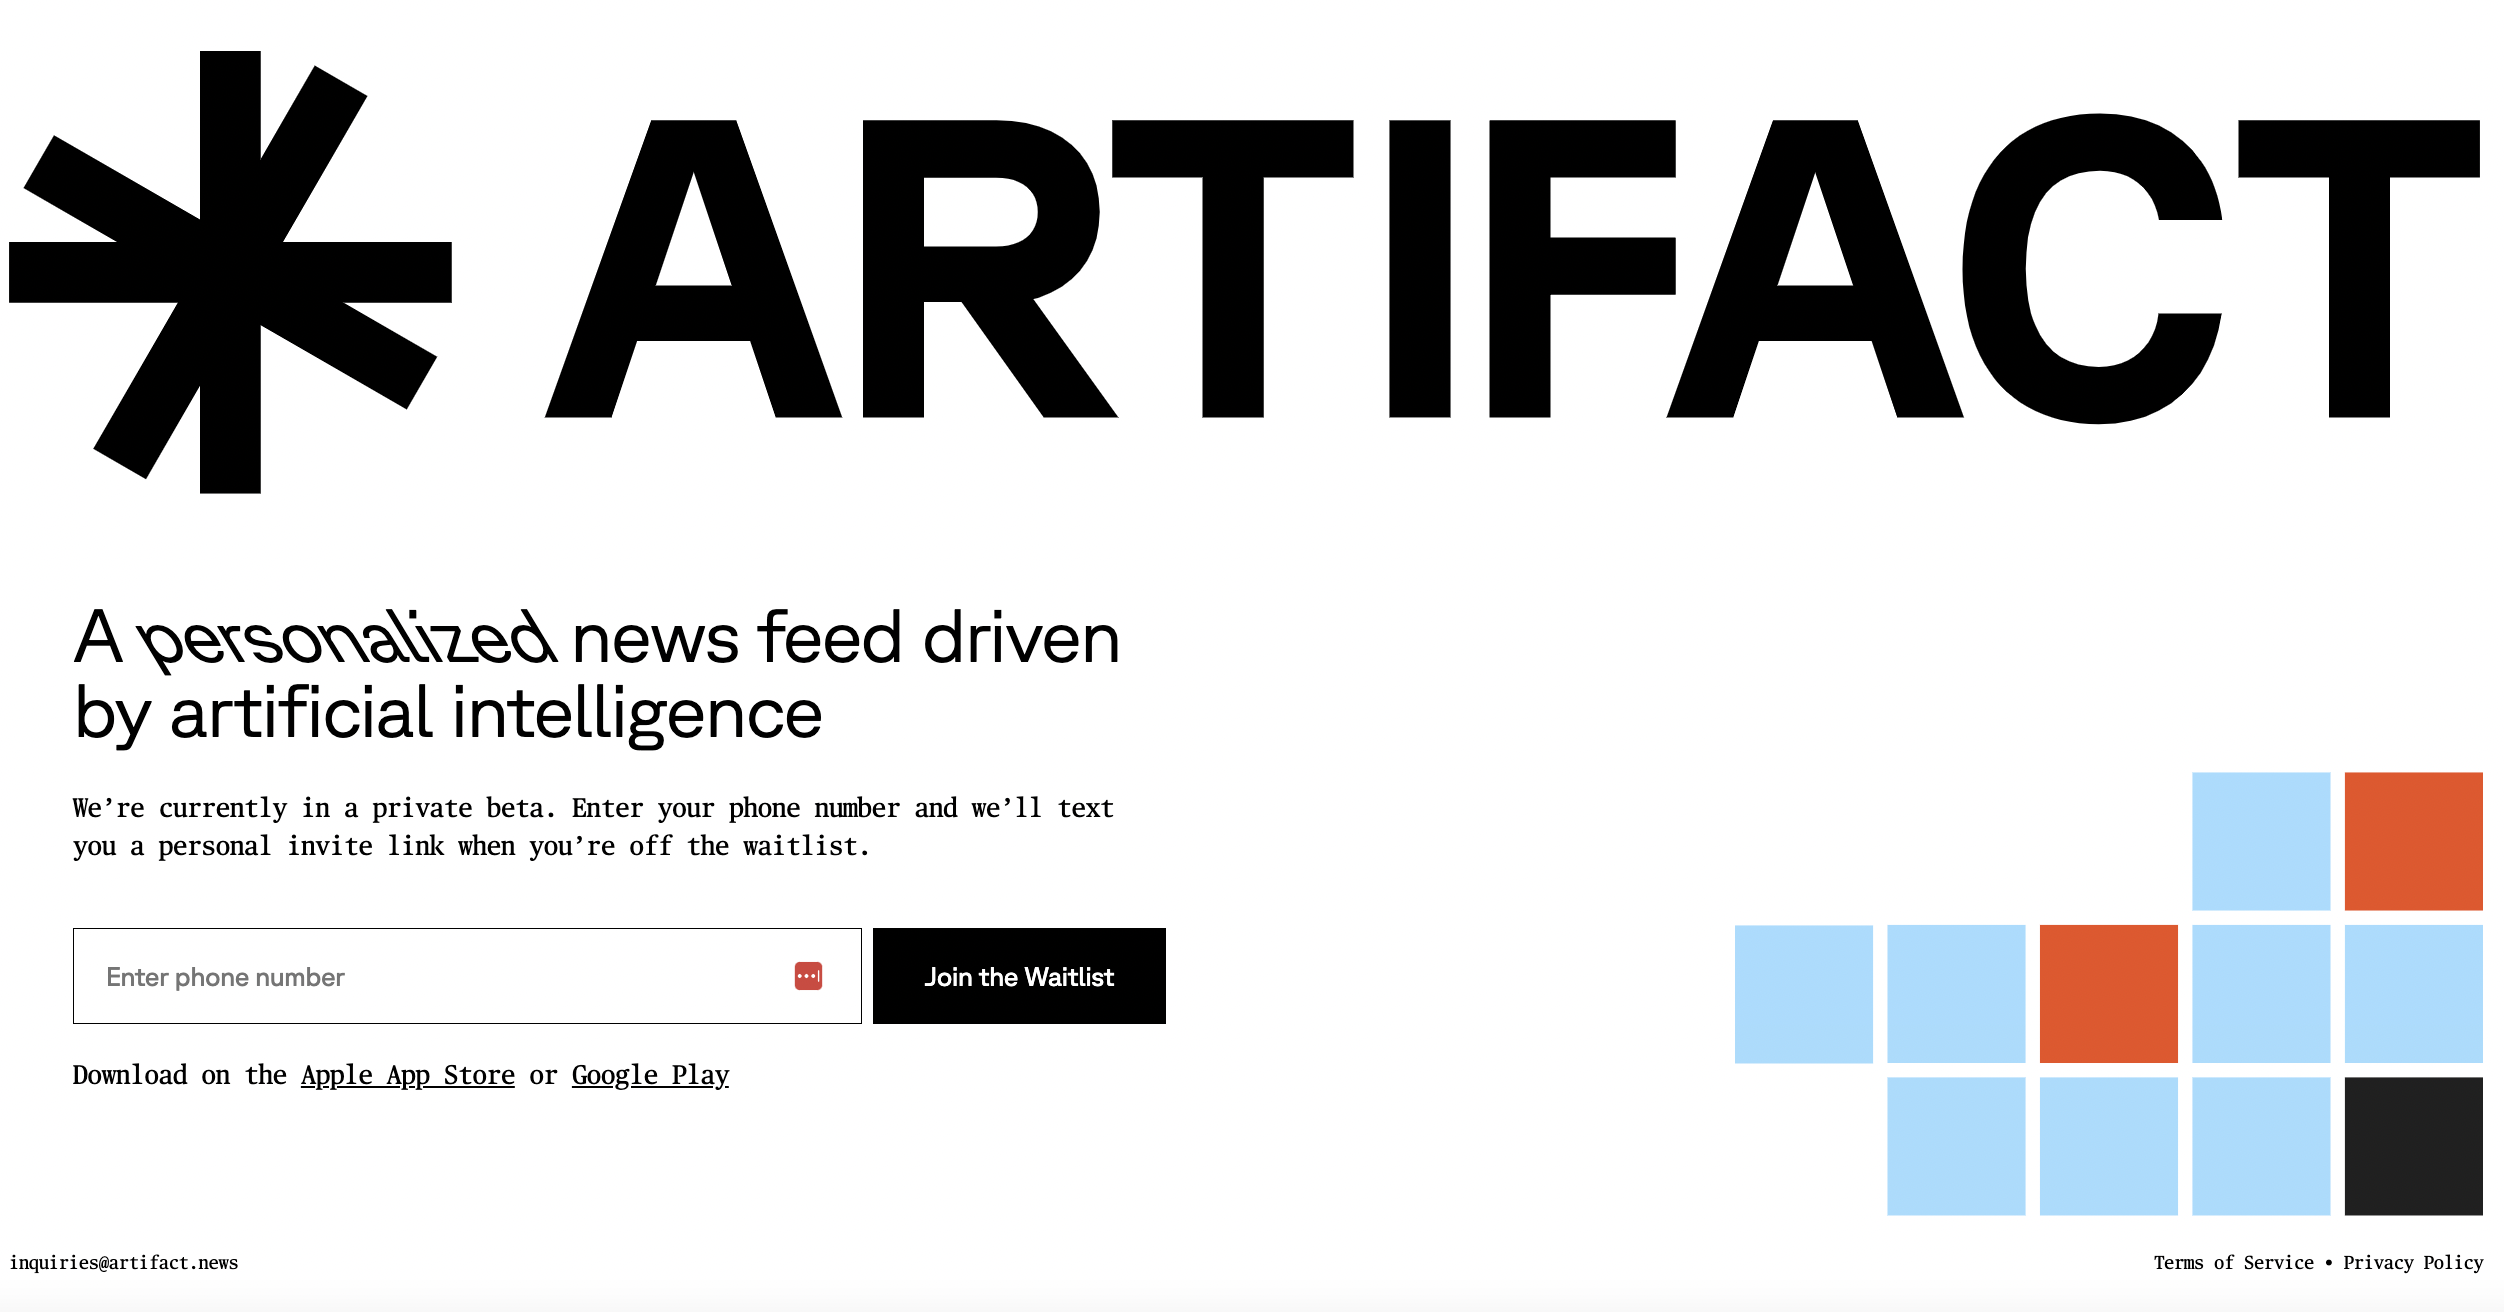 ARTIFACT
A personalized news feed driven
by artificial intelligence
We’re currently in a private beta. Enter your phone number and we’ll text
you a personal invite link when you’re off the waitlist.
Enter phone number
Join the Waitlist
Download on the Apple App Store or Google Play
inquiries@artifact.news
Terms of Service • Privacy Policy